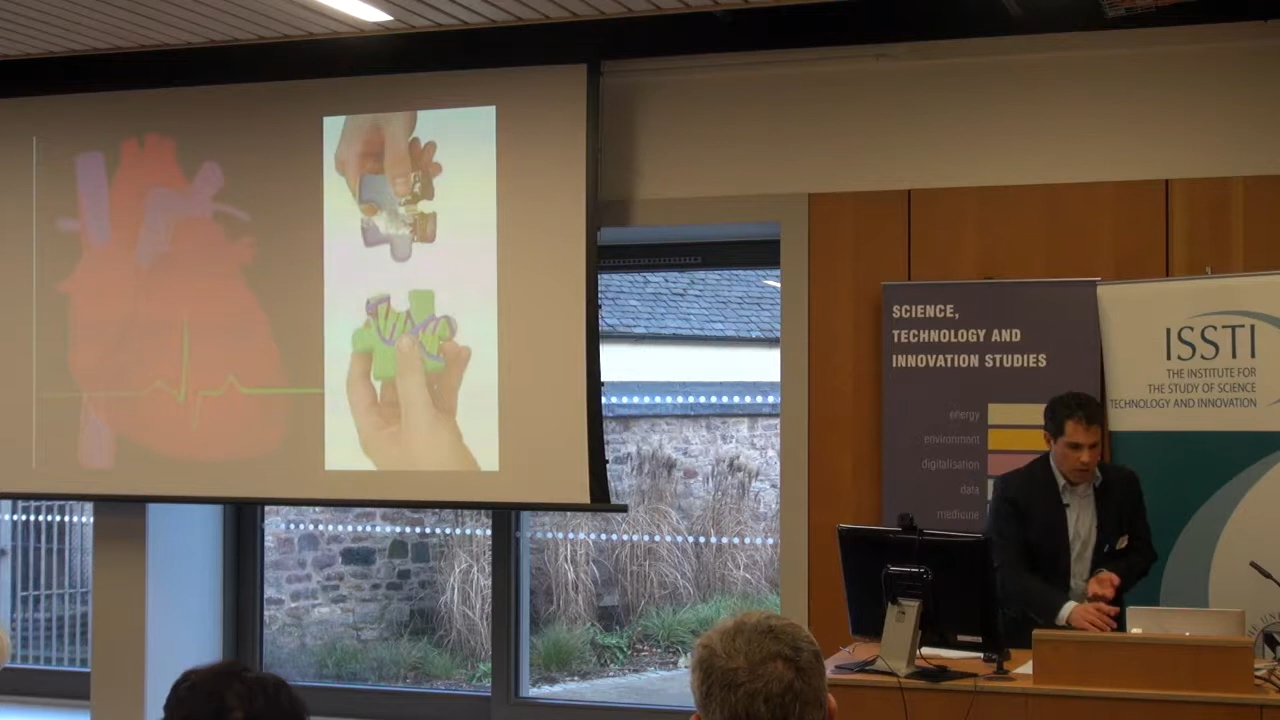 SCIENCE,
TECHNOLOGY AND
INNOVATION STUDIES
energy
environment
digitalisation
data
medicine
ISSTI
THE INSTITUTE FOR
THE STUDY OF SCIENCE
TECHNOLOGY AND INNOVATION